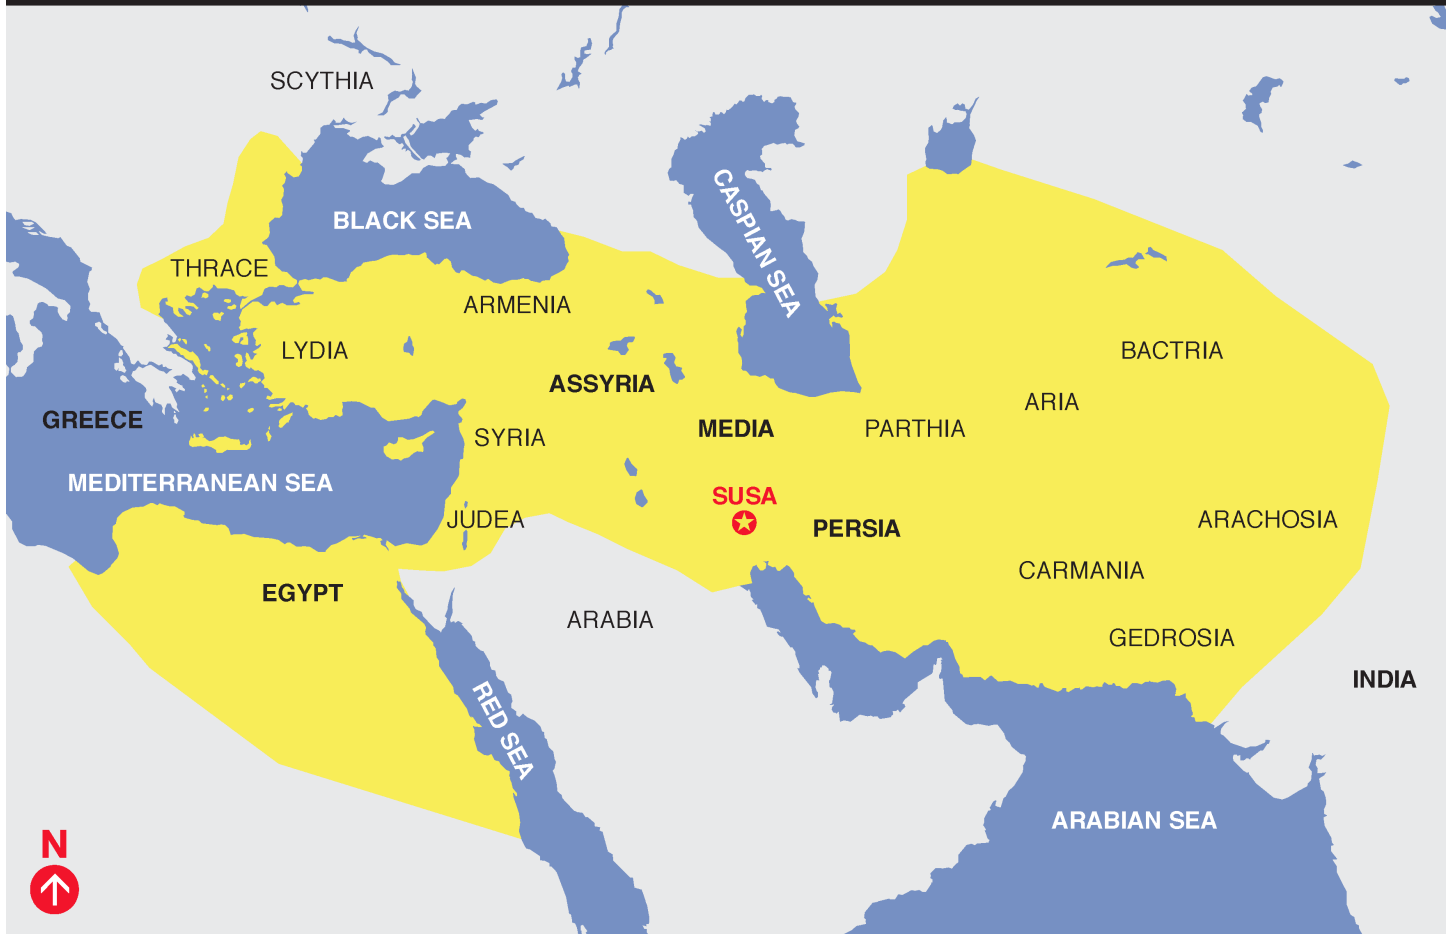 SCYTHIA
BLACK SEA
CASPIAN SEA
THRACE
ARMENIA
LYDIA
BACTRIA
ASSYRIA
ARIA
GREECE
SYRIA
MEDIA
PARTHIA
MEDITERRANEAN SEA
SUSA
JUDEA
PERSIA
ARACHOSIA
CARMANIA
EGYPT
ARABIA
GEDROSIA
INDIA
RED SEA
ARABIAN SEA
N